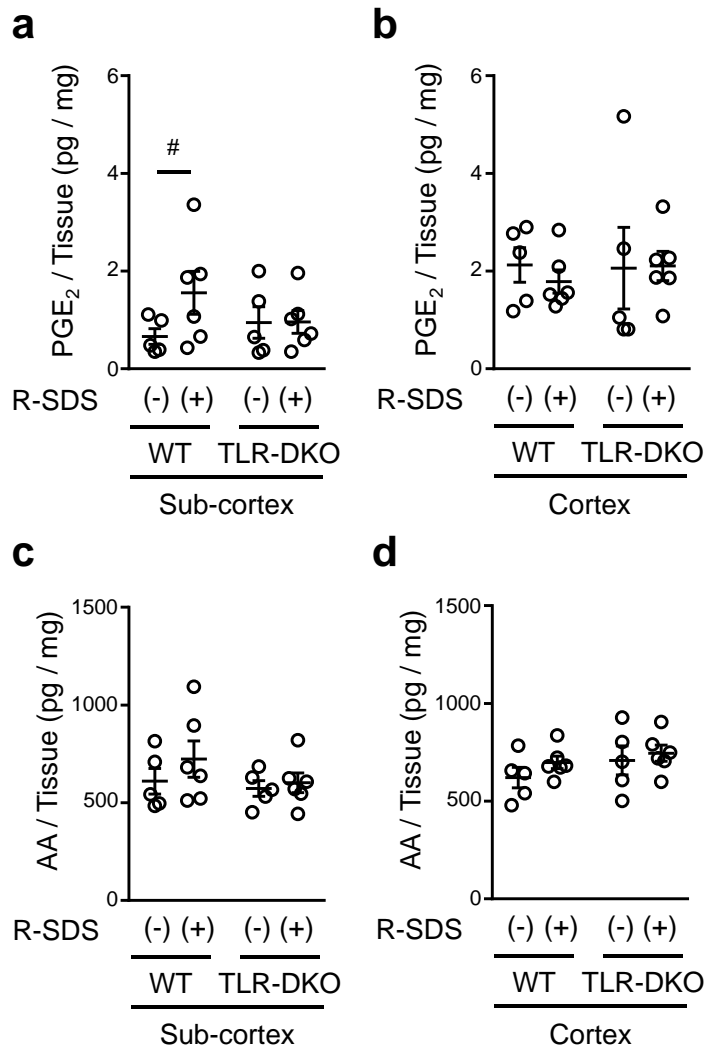 a
PGE2 / Tissue (pg / mg)
6
4
2
0
#
R-SDS (-) (+) (-) (+)
WT TLR-DKO
Sub-cortex
b
PGE2 / Tissue (pg / mg)
6
4
2
0
R-SDS (-) (+) (-) (+)
WT TLR-DKO
Cortex
c
AA / Tissue (pg / mg)
1500
1000
500
0
R-SDS (-) (+) (-) (+)
WT TLR-DKO
Sub-cortex
d
AA / Tissue (pg / mg)
1500
1000
500
0
R-SDS (-) (+) (-) (+)
WT TLR-DKO
Cortex